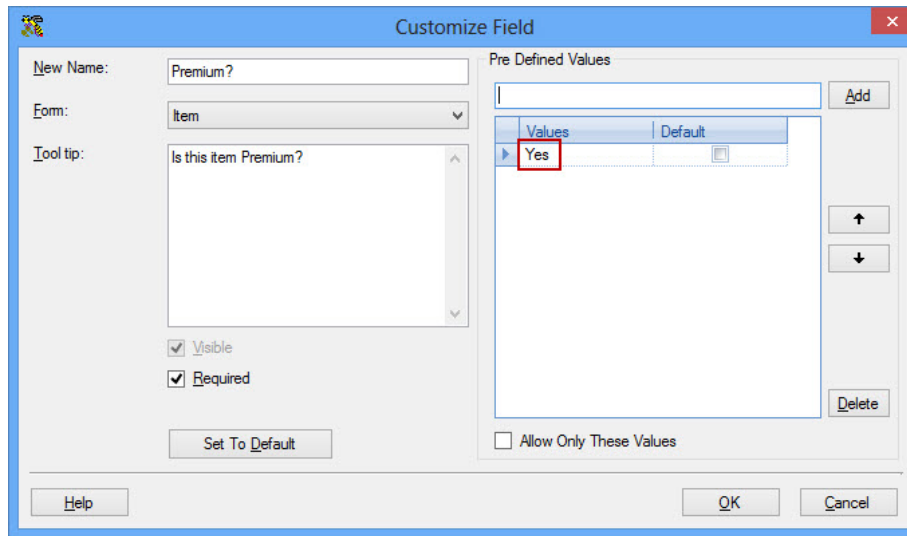 Customize Field
New Name:
Premium?
Form:
Item
Tool tip:
Is this item Premium?
Visible
Required
Set To Default
Pre Defined Values
Add
Values Default
Yes
Delete
Allow Only These Values
Help
OK
Cancel